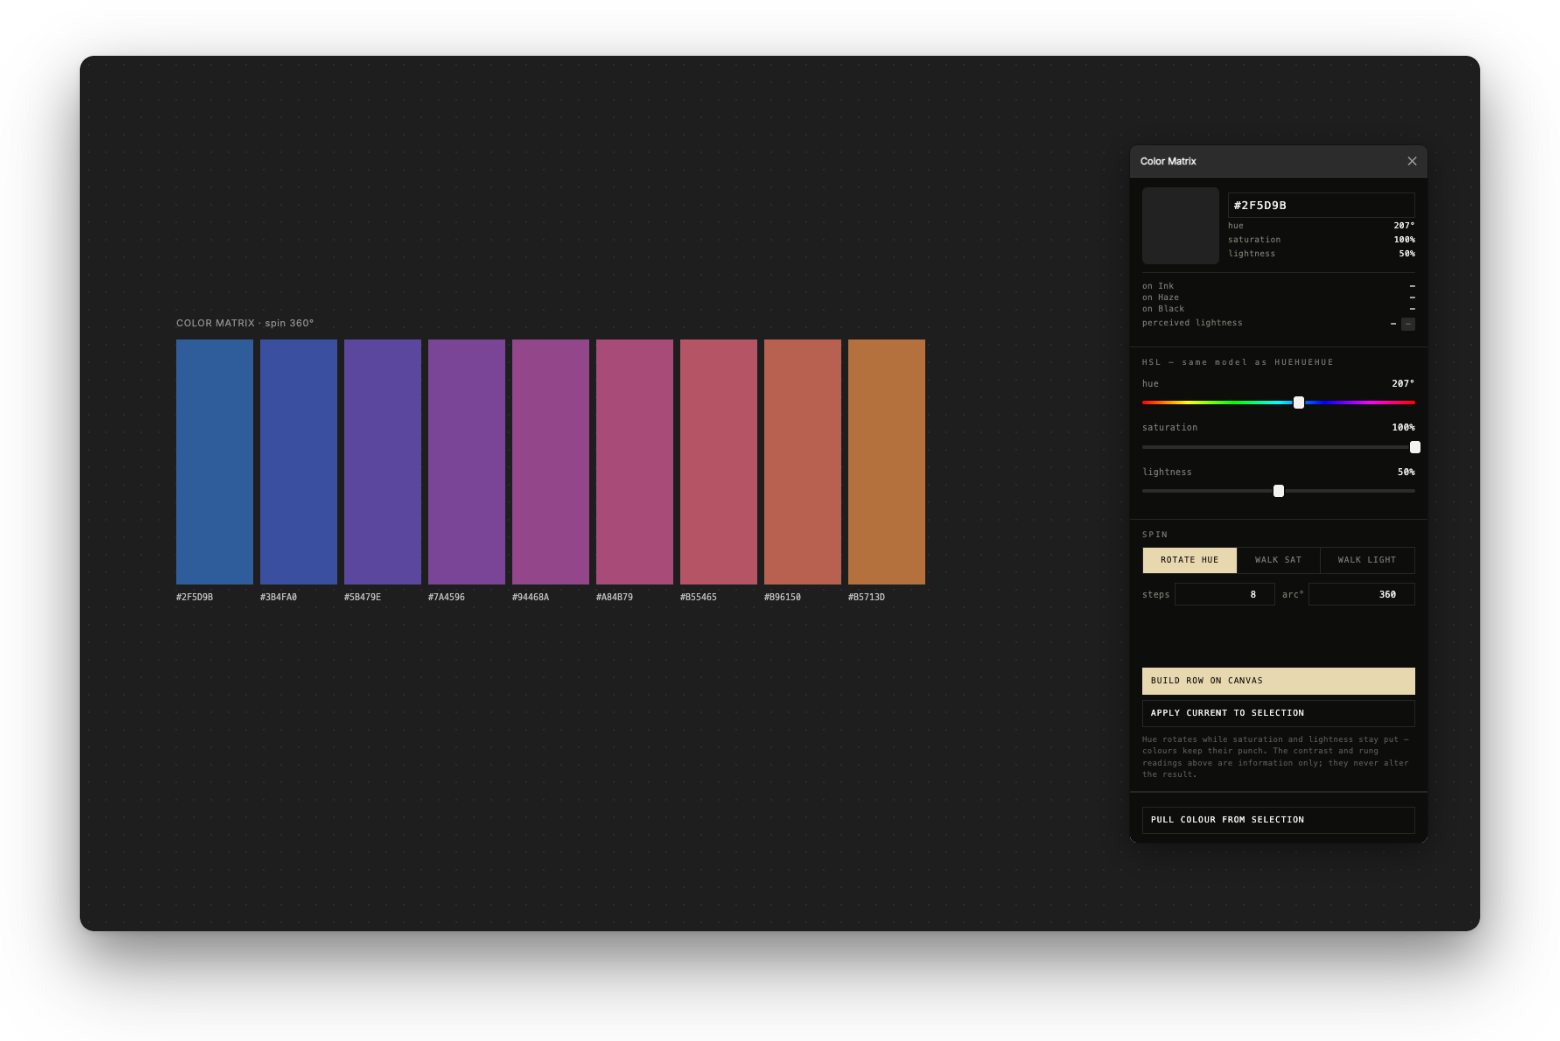 Color Matrix
#2F5D9B
hue 207°
saturation 100%
lightness 50%
on Ink –
on Haze –
on Black –
perceived lightness – –
HSL — same model as HUEHUEHUE
hue 207°
saturation 100%
lightness 50%
SPIN
ROTATE HUE WALK SAT WALK LIGHT
steps 8 arc° 360
BUILD ROW ON CANVAS
APPLY CURRENT TO SELECTION
Hue rotates while saturation and lightness stay put —
colours keep their punch. The contrast and rung
readings above are information only; they never alter
the result.
PULL COLOUR FROM SELECTION
COLOR MATRIX · spin 360°
#2F5D9B #3B4FA0 #5B479E #7A4596 #94468A #A84B79 #B55465 #B96150 #B5713D